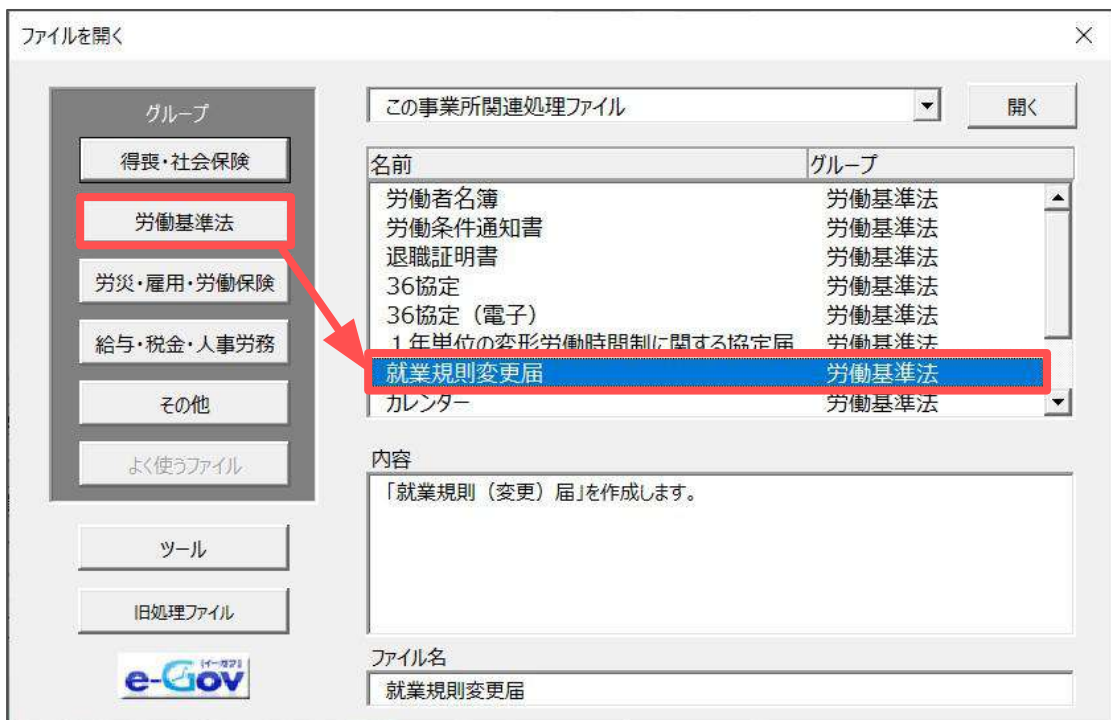 ファイルを開く
グループ
得喪・社会保険
労働基準法
労災・雇用・労働保険
給与・税金・人事労務
その他
よく使うファイル
ツール
旧処理ファイル
e-Gov
[イーガブ]
この事業所関連処理ファイル
開く
名前 グループ
労働者名簿 労働基準法
労働条件通知書 労働基準法
退職証明書 労働基準法
36協定 労働基準法
36協定（電子） 労働基準法
１年単位の変形労働時間制に関する協定届 労働基準法
就業規則変更届 労働基準法
カレンダー 労働基準法
内容
「就業規則（変更）届」を作成します。
ファイル名
就業規則変更届